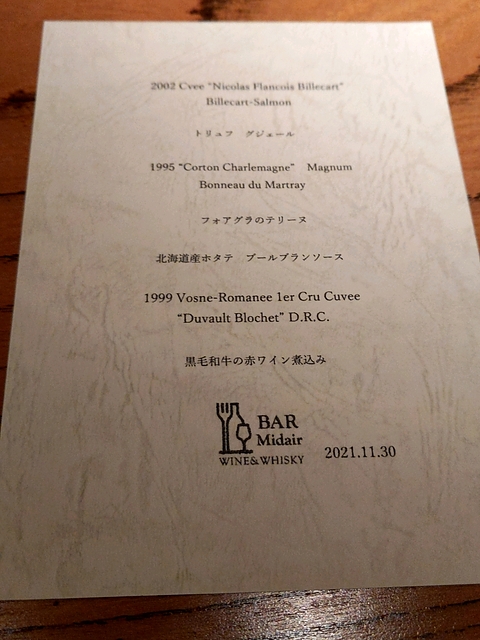 2002 Cvee "Nicolas Flancois Billecart"
Billecart-Salmon
トリュフ　グジェール
1995 "Corton Charlemagne"　Magnum
Bonneau du Martray
フォアグラのテリーヌ
北海道産ホタテ　ブールブランソース
1999 Vosne-Romanee 1er Cru Cuvee
"Duvault Blochet" D.R.C.
黒毛和牛の赤ワイン煮込み
BAR
Midair
WINE&WHISKY
2021.11.30